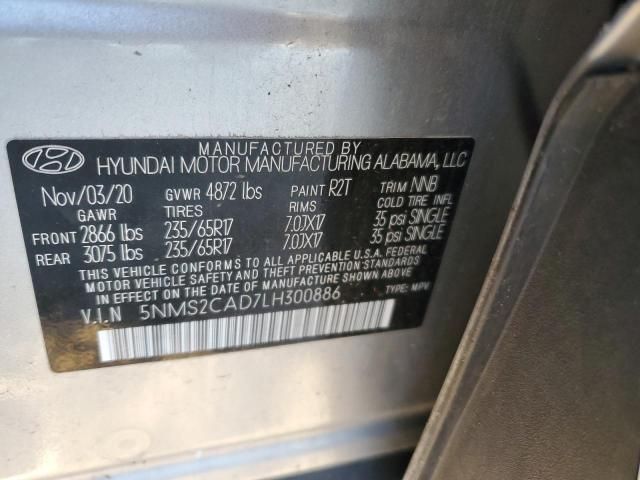 MANUFACTURED BY
HYUNDAI MOTOR MANUFACTURING ALABAMA, LLC
Nov/03/20 GVWR 4872 lbs PAINT R2T TRIM NNB
GAWR TIRES RIMS COLD TIRE INFL
FRONT 2866 lbs 235/65R17 7.0JX17 35 psi SINGLE
REAR 3075 lbs 235/65R17 7.0JX17 35 psi SINGLE
THIS VEHICLE CONFORMS TO ALL APPLICABLE U.S.A. FEDERAL
MOTOR VEHICLE SAFETY, BUMPER, AND THEFT PREVENTION
STANDARDS IN EFFECT ON THE DATE OF MANUFACTURE SHOWN ABOVE.
V.I.N 5NMS2CAD7LH300886 TYPE: MPV